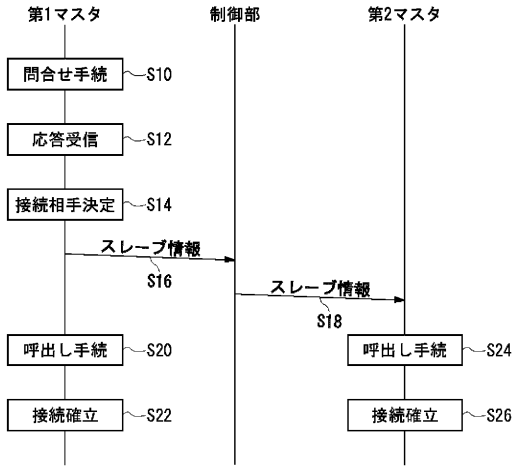 第1マスタ
制御部
第2マスタ
問合せ手続
S10
応答受信
S12
接続相手決定
S14
スレーブ情報
S16
スレーブ情報
S18
呼出し手続
S20
呼出し手続
S24
接続確立
S22
接続確立
S26